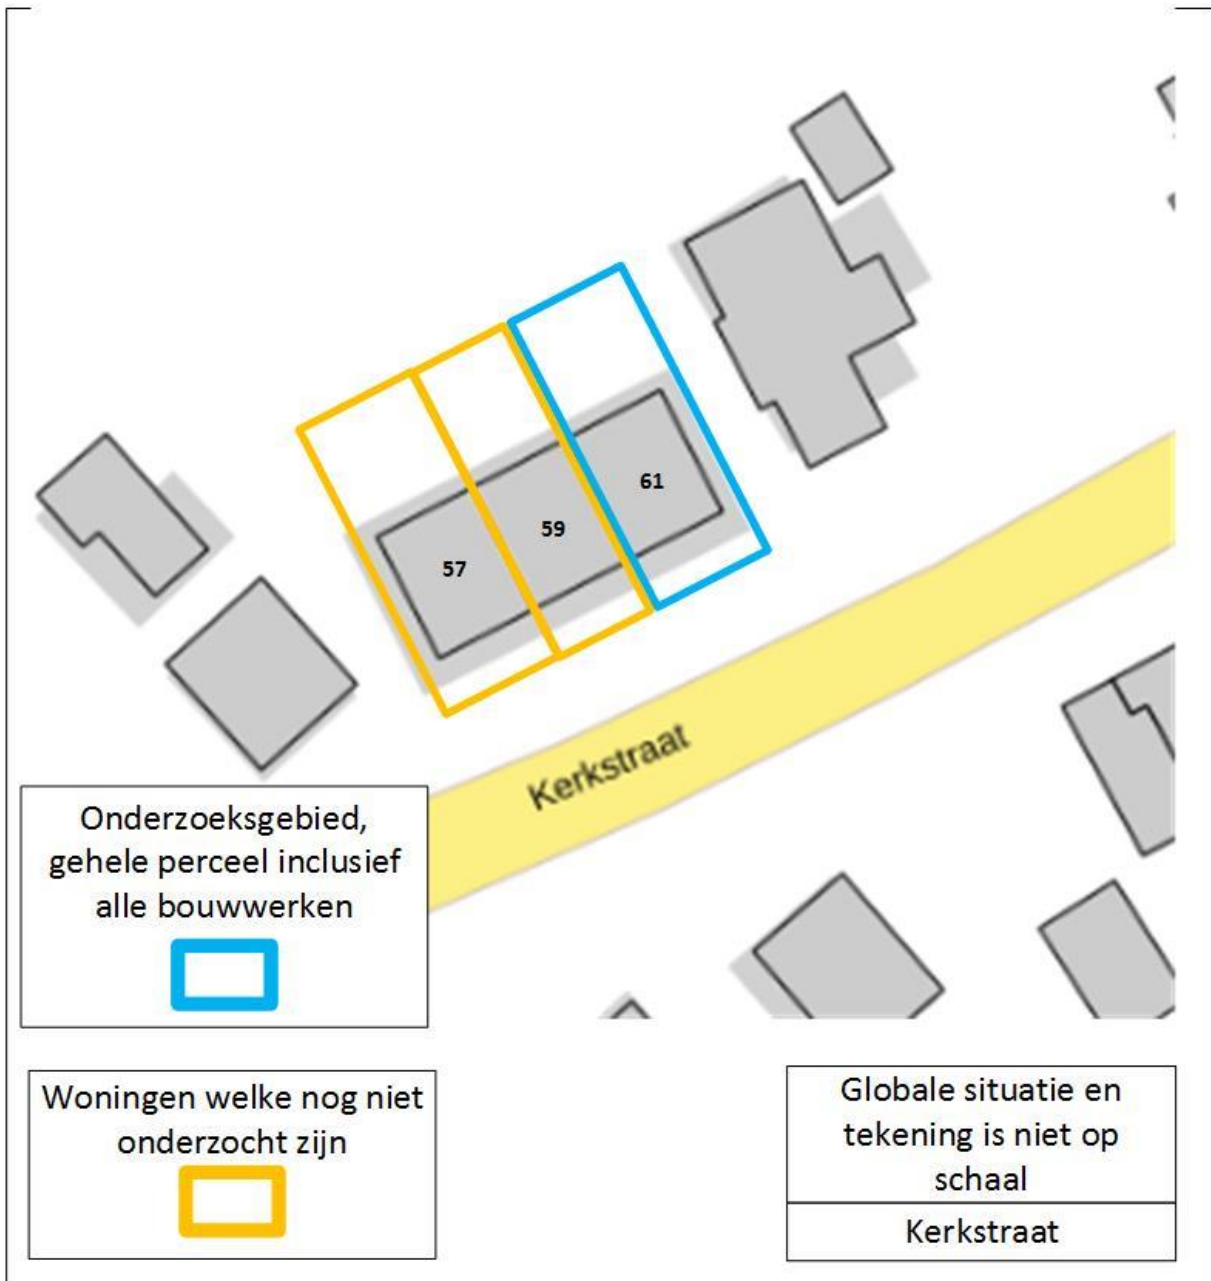 61
59
57
Kerkstraat
Onderzoeksgebied,
gehele perceel inclusief
alle bouwwerken
Woningen welke nog niet
onderzocht zijn
Globale situatie en
tekening is niet op
schaal
Kerkstraat